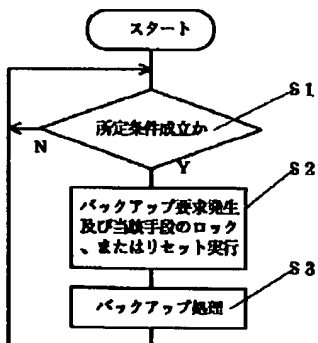 スタート
所定条件成立か
S1
N
Y
S2
バックアップ要求発生
及び当該手段のロック
、またはリセット実行
S3
バックアップ処理